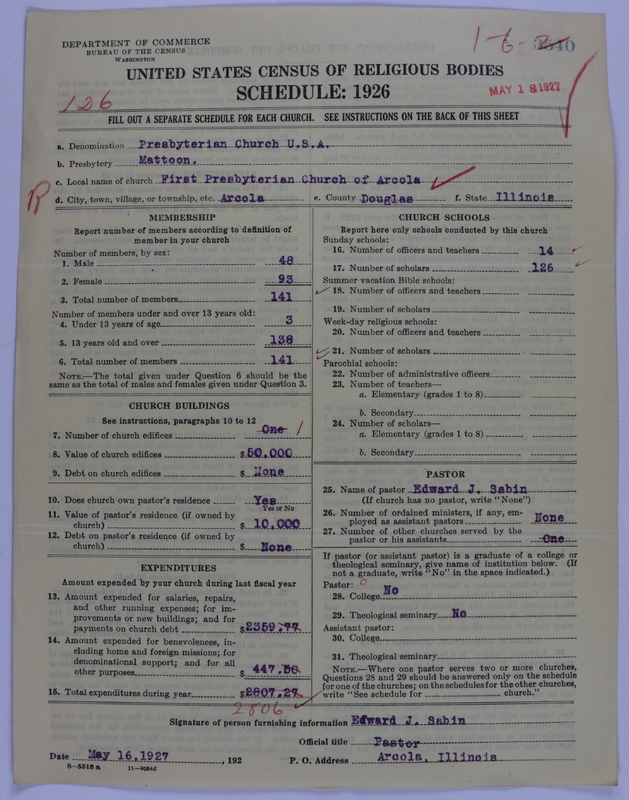 DEPARTMENT OF COMMERCE
BUREAU OF THE CENSUS
WASHINGTON
1-6-
3540
UNITED STATES CENSUS OF RELIGIOUS BODIES
SCHEDULE: 1926
MAY 18 1927
126
FILL OUT A SEPARATE SCHEDULE FOR EACH CHURCH. SEE INSTRUCTIONS ON THE BACK OF THIS SHEET
a. Denomination Presbyterian Church U.S.A.
b. Presbytery Mattoon.
c. Local name of church First Presbyterian Church of Arcola
R
d. City, town, village, or township, etc. Arcola e. County Douglas f. State Illinois
MEMBERSHIP
Report number of members according to definition of
member in your church
Number of members, by sex:
1. Male 48
2. Female 93
3. Total number of members 141
Number of members under and over 13 years old:
4. Under 13 years of age 3
5. 13 years old and over 138
6. Total number of members 141
NOTE.—The total given under Question 6 should be the
same as the total of males and females given under Question 3.
CHURCH BUILDINGS
See instructions, paragraphs 10 to 12
7. Number of church edifices One 1
8. Value of church edifices $50,000
9. Debt on church edifices $ None
10. Does church own pastor's residence Yes
Yes or No
11. Value of pastor's residence (if owned by
church) $ 10,000
12. Debt on pastor's residence (if owned by
church) $ None
EXPENDITURES
Amount expended by your church during last fiscal year
13. Amount expended for salaries, repairs,
and other running expenses; for im-
provements or new buildings; and for
payments on church debt $2359.77
14. Amount expended for benevolences, in-
cluding home and foreign missions; for
denominational support; and for all
other purposes $ 447.50
15. Total expenditures during year $2807.27
2806
CHURCH SCHOOLS
Report here only schools conducted by this church
Sunday schools:
16. Number of officers and teachers 14
17. Number of scholars 126
Summer vacation Bible schools:
18. Number of officers and teachers
19. Number of scholars
Week-day religious schools:
20. Number of officers and teachers
21. Number of scholars
Parochial schools:
22. Number of administrative officers
23. Number of teachers—
a. Elementary (grades 1 to 8)
b. Secondary
24. Number of scholars—
a. Elementary (grades 1 to 8)
b. Secondary
PASTOR
25. Name of pastor Edward J. Sabin
(If church has no pastor, write "None")
26. Number of ordained ministers, if any, em-
ployed as assistant pastors None
27. Number of other churches served by the
pastor or his assistants One
If pastor (or assistant pastor) is a graduate of a college or
theological seminary, give name of institution below. (If
not a graduate, write "No" in the space indicated.)
Pastor: 0
28. College No
29. Theological seminary No
Assistant pastor:
30. College
31. Theological seminary
NOTE.—Where one pastor serves two or more churches,
Questions 28 and 29 should be answered only on the schedule
for one of the churches; on the schedules for the other churches,
write "See schedule for church."
Signature of person furnishing information Edward J. Sabin
Official title Pastor
Date May 16, 1927, 192 P. O. Address Arcola, Illinois
8—5518 a 11—9084d